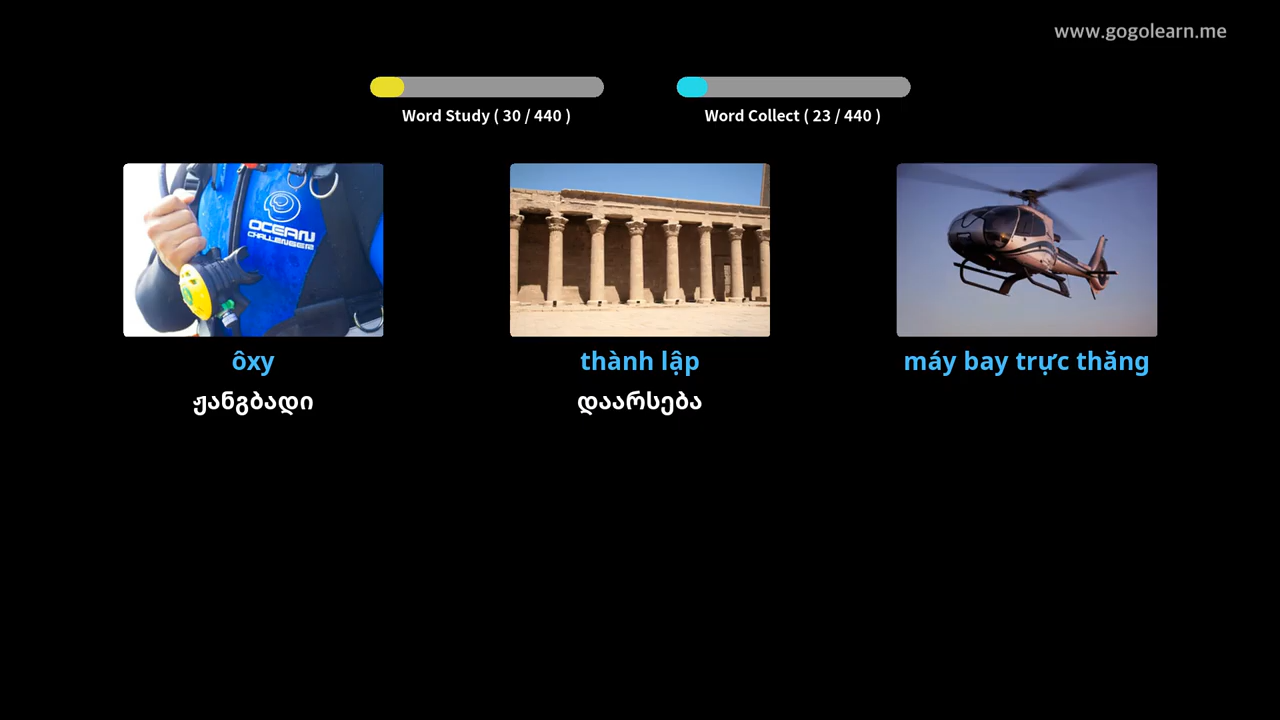 www.gogolearn.me
Word Study ( 30 / 440 )
Word Collect ( 23 / 440 )
OCEAN
CHALLENGER
ôxy
thành lập
máy bay trực thăng
ჟანგბადი
დაარსება